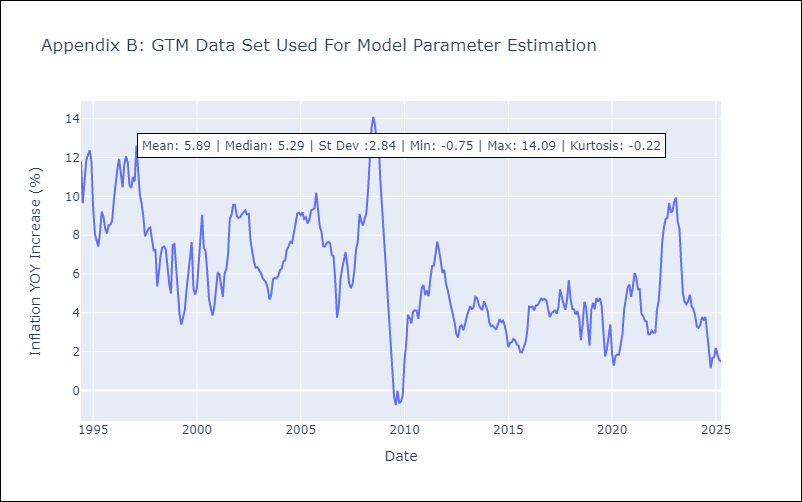 Appendix B: GTM Data Set Used For Model Parameter Estimation
14
Mean: 5.89 | Median: 5.29 | St Dev :2.84 | Min: -0.75 | Max: 14.09 | Kurtosis: -0.22
12
10
8
6
4
2
0
Inflation YOY Increase (%)
1995 2000 2005 2010 2015 2020 2025
Date